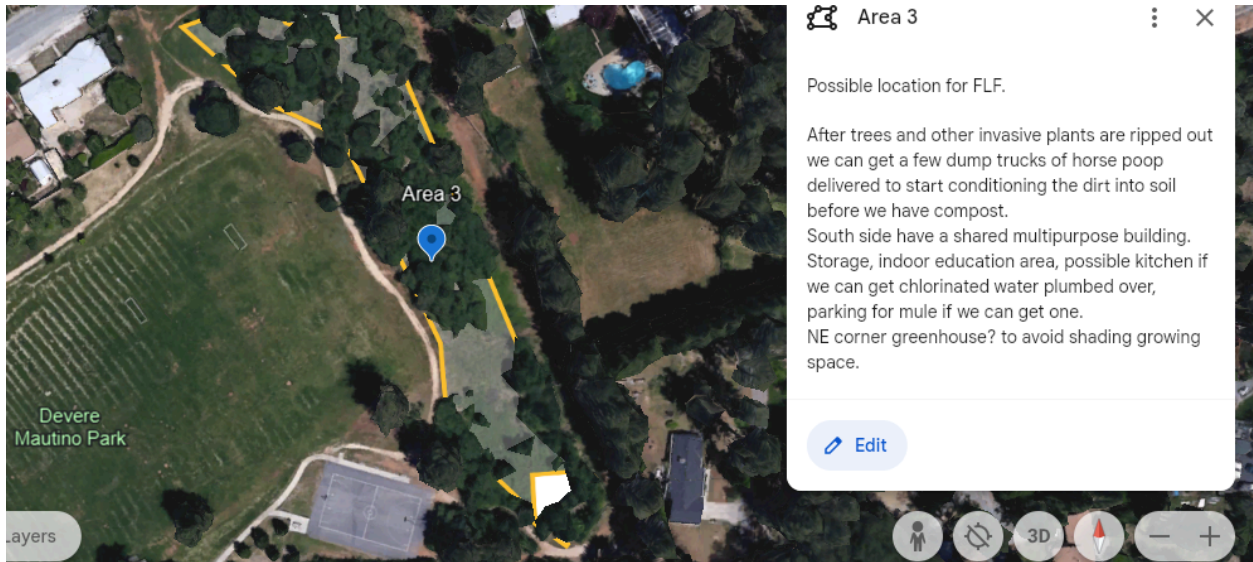 Area 3
Possible location for FLF.
After trees and other invasive plants are ripped out
we can get a few dump trucks of horse poop
delivered to start conditioning the dirt into soil
before we have compost.
South side have a shared multipurpose building.
Storage, indoor education area, possible kitchen if
we can get chlorinated water plumbed over,
parking for mule if we can get one.
NE corner greenhouse? to avoid shading growing
space.
Edit
Area 3
Devere
Mautino Park
Layers
3D